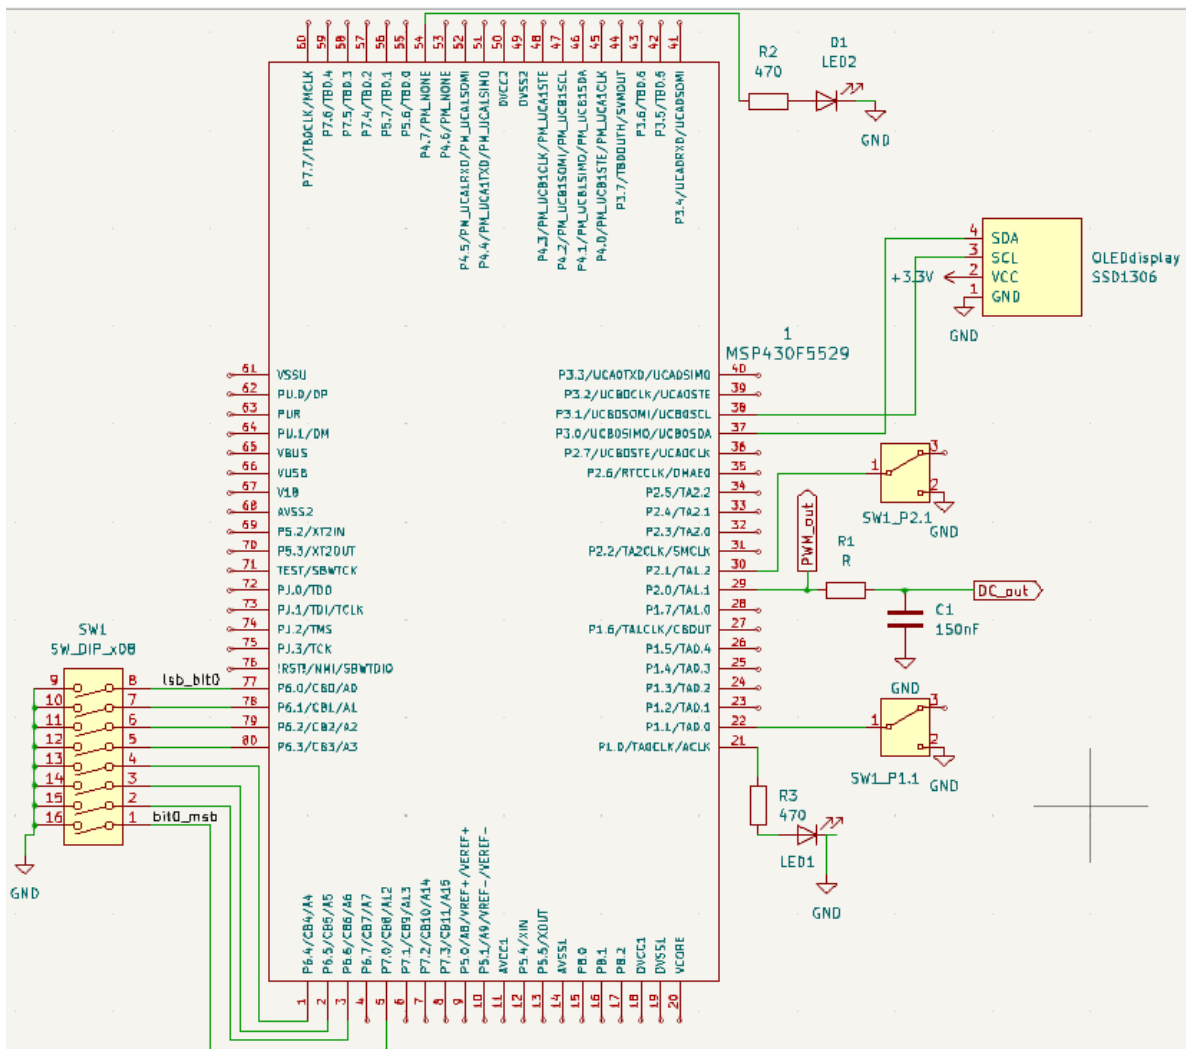 60
59
58
57
56
55
54
53
52
51
50
49
48
47
46
45
44
43
42
41
P7.7/TB0CLK/MCLK
P7.6/TB0.4
P7.5/TB0.3
P7.4/TB0.2
P5.7/TB0.1
P5.6/TB0.0
P4.7/PM_NONE
P4.6/PM_NONE
P4.5/PM_UCA1RXD/PM_UCA1SOMI
P4.4/PM_UCA1TXD/PM_UCA1SIMO
DVCC2
DVSS2
P4.3/PM_UCB1CLK/PM_UCA1STE
P4.2/PM_UCB1SOMI/PM_UCB1SCL
P4.1/PM_UCB1SIMO/PM_UCB1SDA
P4.0/PM_UCB1STE/PM_UCA1CLK
P3.7/TB0OUTH/SVMOUT
P3.6/TB0.6
P3.5/TB0.5
P3.4/UCA0RXD/UCA0SOMI
R2
470
D1
LED2
GND
4 SDA
3 SCL
+3.3V 2 VCC
1 GND
OLEDdisplay
SSD1306
GND
1
MSP430F5529
61 VSSU
62 PU.0/DP
63 PUR
64 PU.1/DM
65 VBUS
66 VUSB
67 V18
68 AVSS2
69 P5.2/XT2IN
70 P5.3/XT2OUT
71 TEST/SBWTCK
72 PJ.0/TDO
73 PJ.1/TDI/TCLK
74 PJ.2/TMS
75 PJ.3/TCK
76 !RST!/NMI/SBWTDIO
77 P6.0/CB0/A0
78 P6.1/CB1/A1
79 P6.2/CB2/A2
80 P6.3/CB3/A3
P3.3/UCA0TXD/UCA0SIMO 40
P3.2/UCB0CLK/UCA0STE 39
P3.1/UCB0SOMI/UCB0SCL 38
P3.0/UCB0SIMO/UCB0SDA 37
P2.7/UCB0STE/UCA0CLK 36
P2.6/RTCCLK/DMAE0 35
P2.5/TA2.2 34
P2.4/TA2.1 33
P2.3/TA2.0 32
P2.2/TA2CLK/SMCLK 31
P2.1/TA1.2 30
P2.0/TA1.1 29
P1.7/TA1.0 28
P1.6/TA1CLK/CBOUT 27
P1.5/TA0.4 26
P1.4/TA0.3 25
P1.3/TA0.2 24
P1.2/TA0.1 23
P1.1/TA0.0 22
P1.0/TA0CLK/ACLK 21
1
3
2
SW1_P2.1
GND
PWM_out
R1
R
DC_out
C1
150nF
GND
1
3
2
SW1_P1.1
GND
R3
470
LED1
GND
SW1
SW_DIP_x08
9 8 lsb_bit0
10 7
11 6
12 5
13 4
14 3
15 2
16 1 bit0_msb
GND
P6.4/CB4/A4
P6.5/CB5/A5
P6.6/CB6/A6
P6.7/CB7/A7
P7.0/CB8/A12
P7.1/CB9/A13
P7.2/CB10/A14
P7.3/CB11/A15
P5.0/A8/VREF+/VEREF+
P5.1/A9/VREF-/VEREF-
AVCC1
P5.4/XIN
P5.5/XOUT
AVSS1
P8.0
P8.1
P8.2
DVCC1
DVSS1
VCORE
1
2
3
4
5
6
7
8
9
10
11
12
13
14
15
16
17
18
19
20